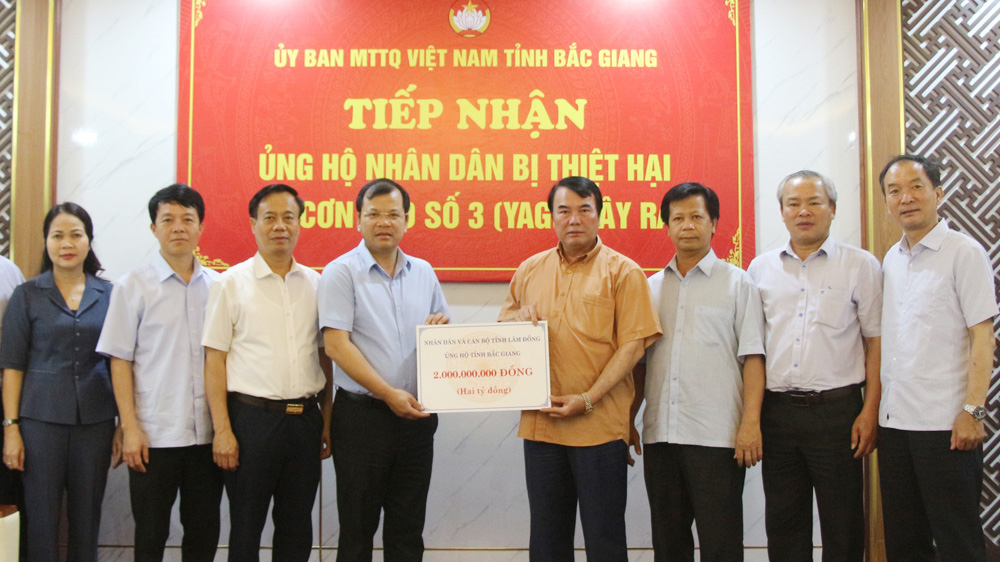 ỦY BAN MTTQ VIỆT NAM TỈNH BẮC GIANG
TIẾP NHẬN
ỦNG HỘ NHÂN DÂN BỊ THIỆT HẠI
CƠN SỐ 3 (YAG
NHÂN DÂN VÀ CÁN BỘ TỈNH LÂM ĐỒNG
ỦNG HỘ TỈNH BẮC GIANG
2.000.000.000 ĐỒNG
(Hai tỷ đồng)